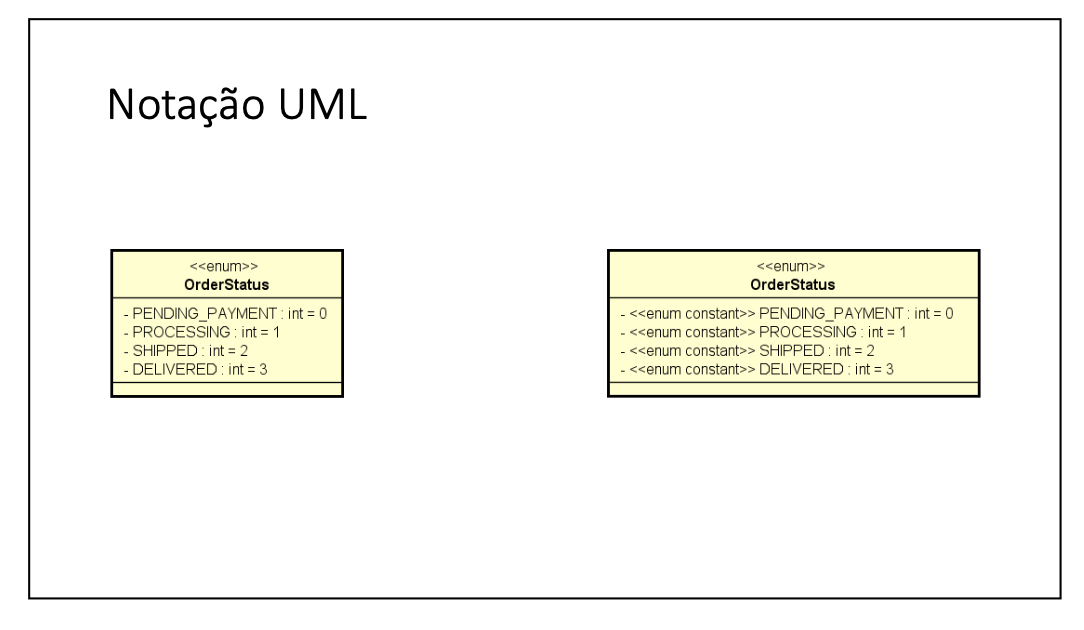 Notação UML
<<enum>>
OrderStatus
- PENDING_PAYMENT : int = 0
- PROCESSING : int = 1
- SHIPPED : int = 2
- DELIVERED : int = 3
<<enum>>
OrderStatus
- <<enum constant>> PENDING_PAYMENT : int = 0
- <<enum constant>> PROCESSING : int = 1
- <<enum constant>> SHIPPED : int = 2
- <<enum constant>> DELIVERED : int = 3